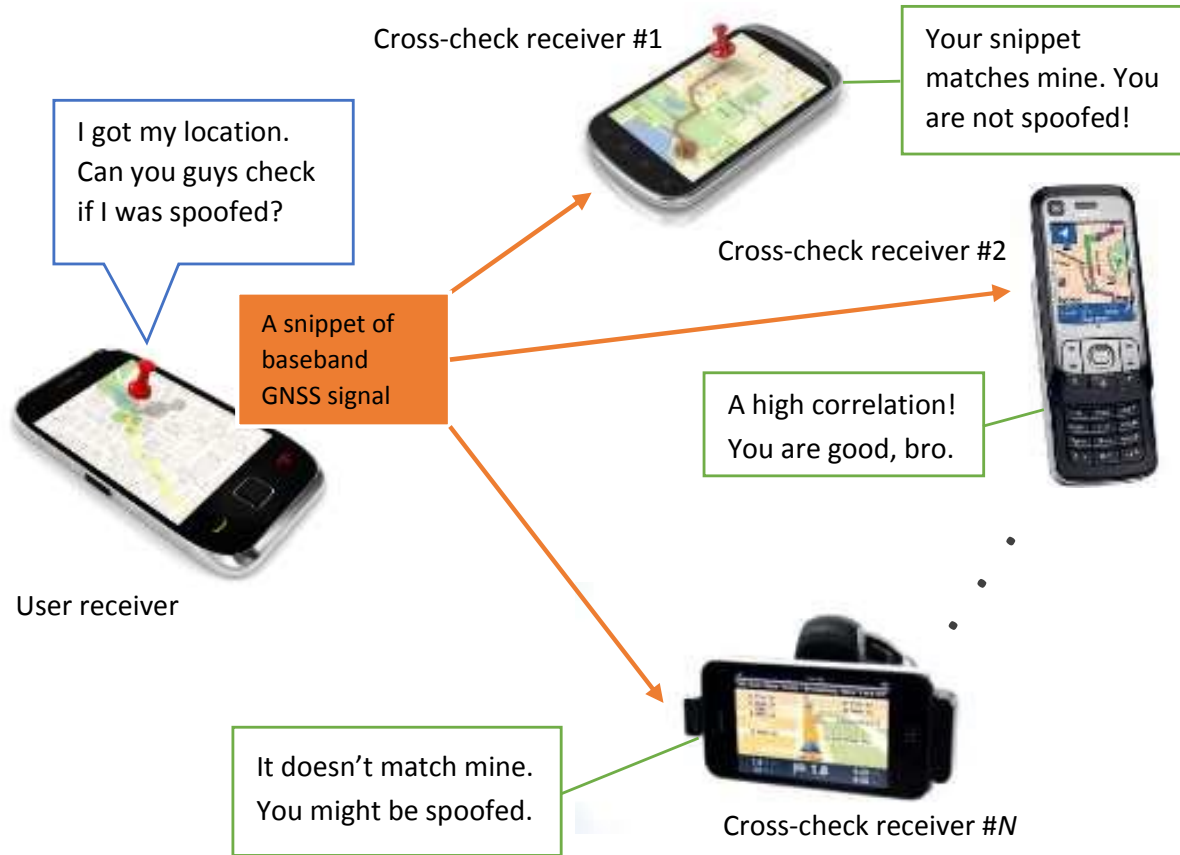 Cross-check receiver #1
Your snippet
matches mine. You
are not spoofed!
I got my location.
Can you guys check
if I was spoofed?
Cross-check receiver #2
A snippet of
baseband
GNSS signal
A high correlation!
You are good, bro.
User receiver
It doesn’t match mine.
You might be spoofed.
Cross-check receiver #N